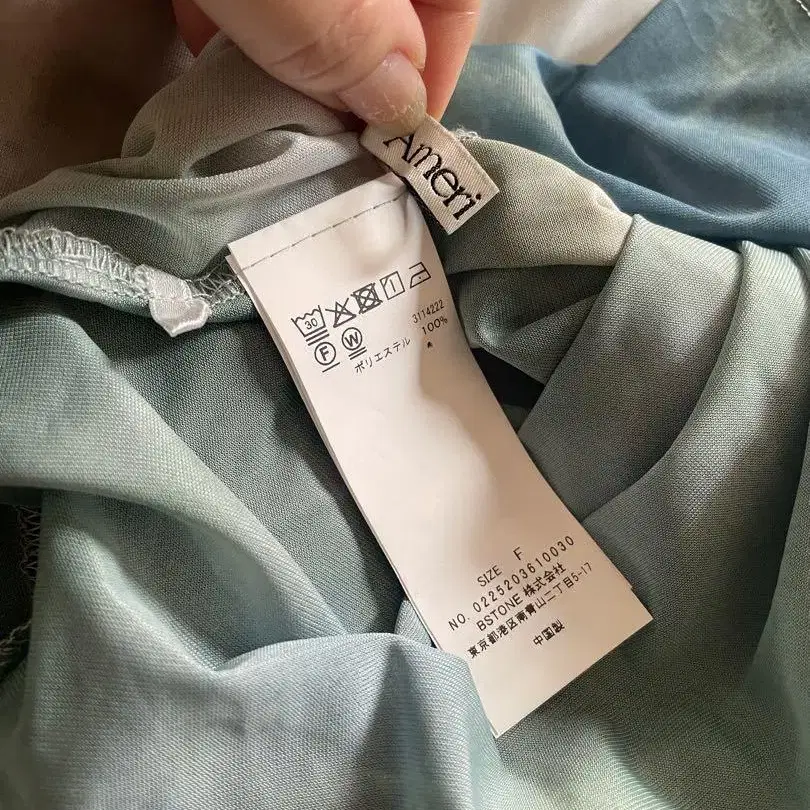 Ameri
30
F W
3114222
ポリエステル 100%
SIZE F
NO. 0225203610030
BSTONE 株式会社
東京都港区南青山二丁目5-17
中国製